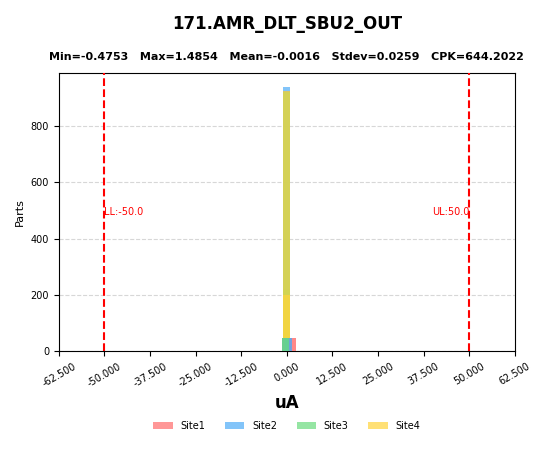 171.AMR_DLT_SBU2_OUT
Min=-0.4753 Max=1.4854 Mean=-0.0016 Stdev=0.0259 CPK=644.2022
Parts
800
600
400
200
0
LL:-50.0
UL:50.0
-62.500 -50.000 -37.500 -25.000 -12.500 0.000 12.500 25.000 37.500 50.000 62.500
uA
Site1 Site2 Site3 Site4